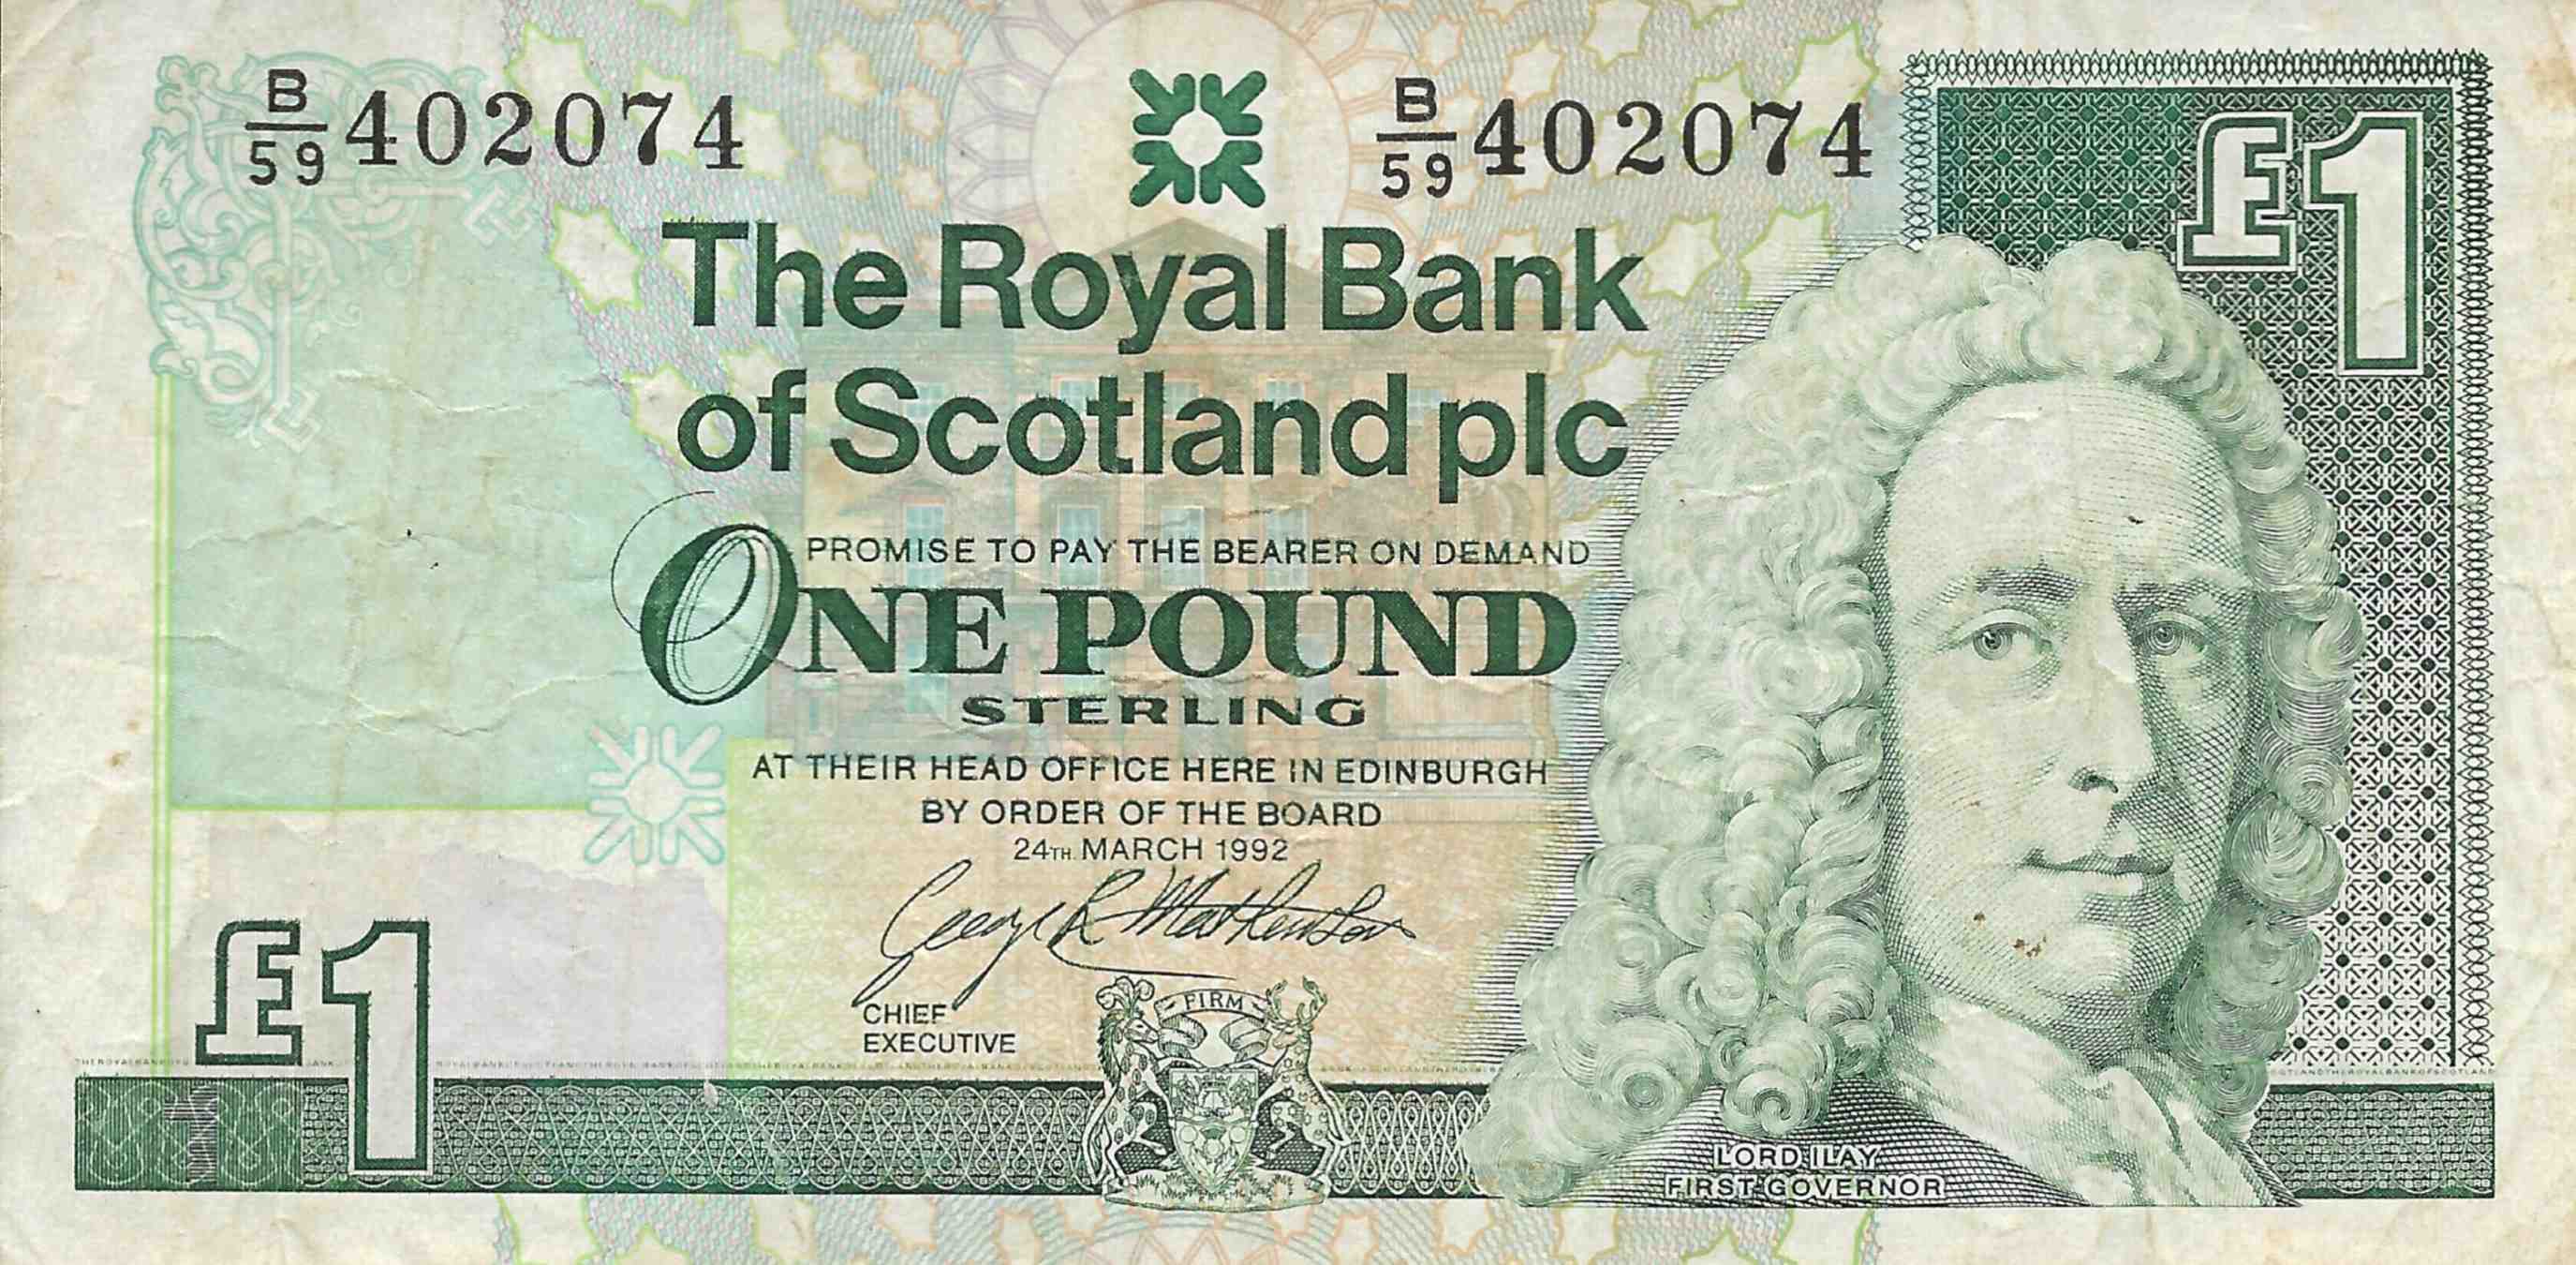 B/59 402074
B/59 402074
£1
The Royal Bank
of Scotland plc
PROMISE TO PAY THE BEARER ON DEMAND
ONE POUND
STERLING
AT THEIR HEAD OFFICE HERE IN EDINBURGH
BY ORDER OF THE BOARD
24TH MARCH 1992
George R Mathewson
CHIEF
EXECUTIVE
£1
FIRM
1
LORD ILAY
FIRST GOVERNOR